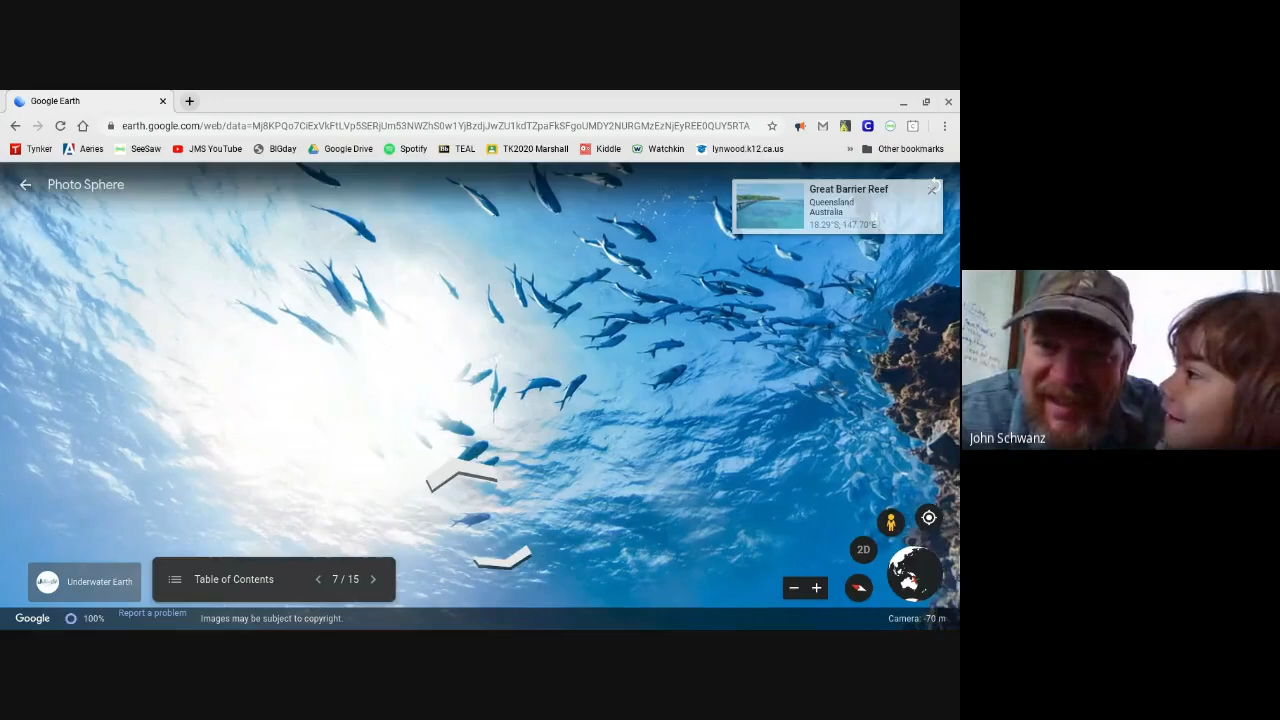 Google Earth
earth.google.com/web/data=Mj8KPQo7CiExVkFtLVp5SERjUm53NWZhS0w1YjBzdjJwZU1kdTZpaFkSFgoUMDY2NURGMzEzNjEyREE0QUY5RTA
Tynker Aeries SeeSaw JMS YouTube BIGday Google Drive Spotify TEAL TK2020 Marshall Kiddle Watchkin lynwood.k12.ca.us » Other bookmarks
Photo Sphere
Great Barrier Reef
Queensland
Australia
18.29°S, 147.70°E
John Schwanz
2D
Underwater Earth
Table of Contents 7 / 15
Google 100% Report a problem Images may be subject to copyright. Camera: -70 m